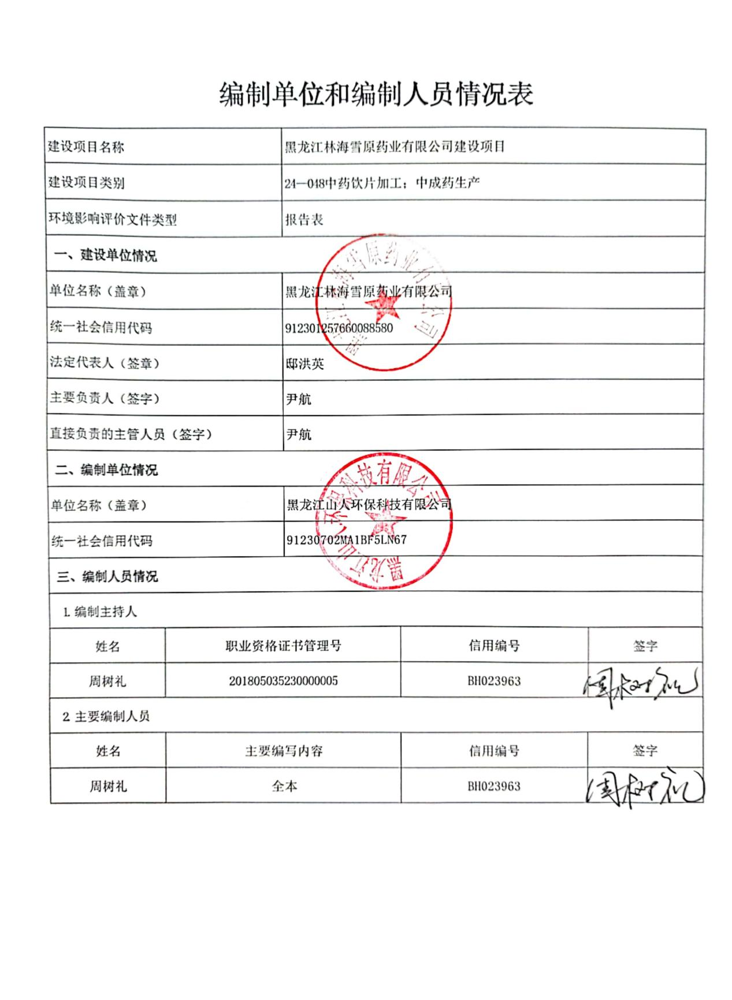 编制单位和编制人员情况表
建设项目名称 黑龙江林海雪原药业有限公司建设项目
建设项目类别 24—048中药饮片加工；中成药生产
环境影响评价文件类型 报告表
一、建设单位情况
单位名称（盖章） 黑龙江林海雪原药业有限公司
统一社会信用代码 912301257660088580
法定代表人（签章） 邸洪英
主要负责人（签字） 尹航
直接负责的主管人员（签字） 尹航
二、编制单位情况
单位名称（盖章） 黑龙江山人环保科技有限公司
统一社会信用代码 91230702MA1BF5LN67
三、编制人员情况
1.编制主持人
姓名 职业资格证书管理号 信用编号 签字
周树礼 201805035230000005 BH023963 周树礼
2 主要编制人员
姓名 主要编写内容 信用编号 签字
周树礼 全本 BH023963 周树礼